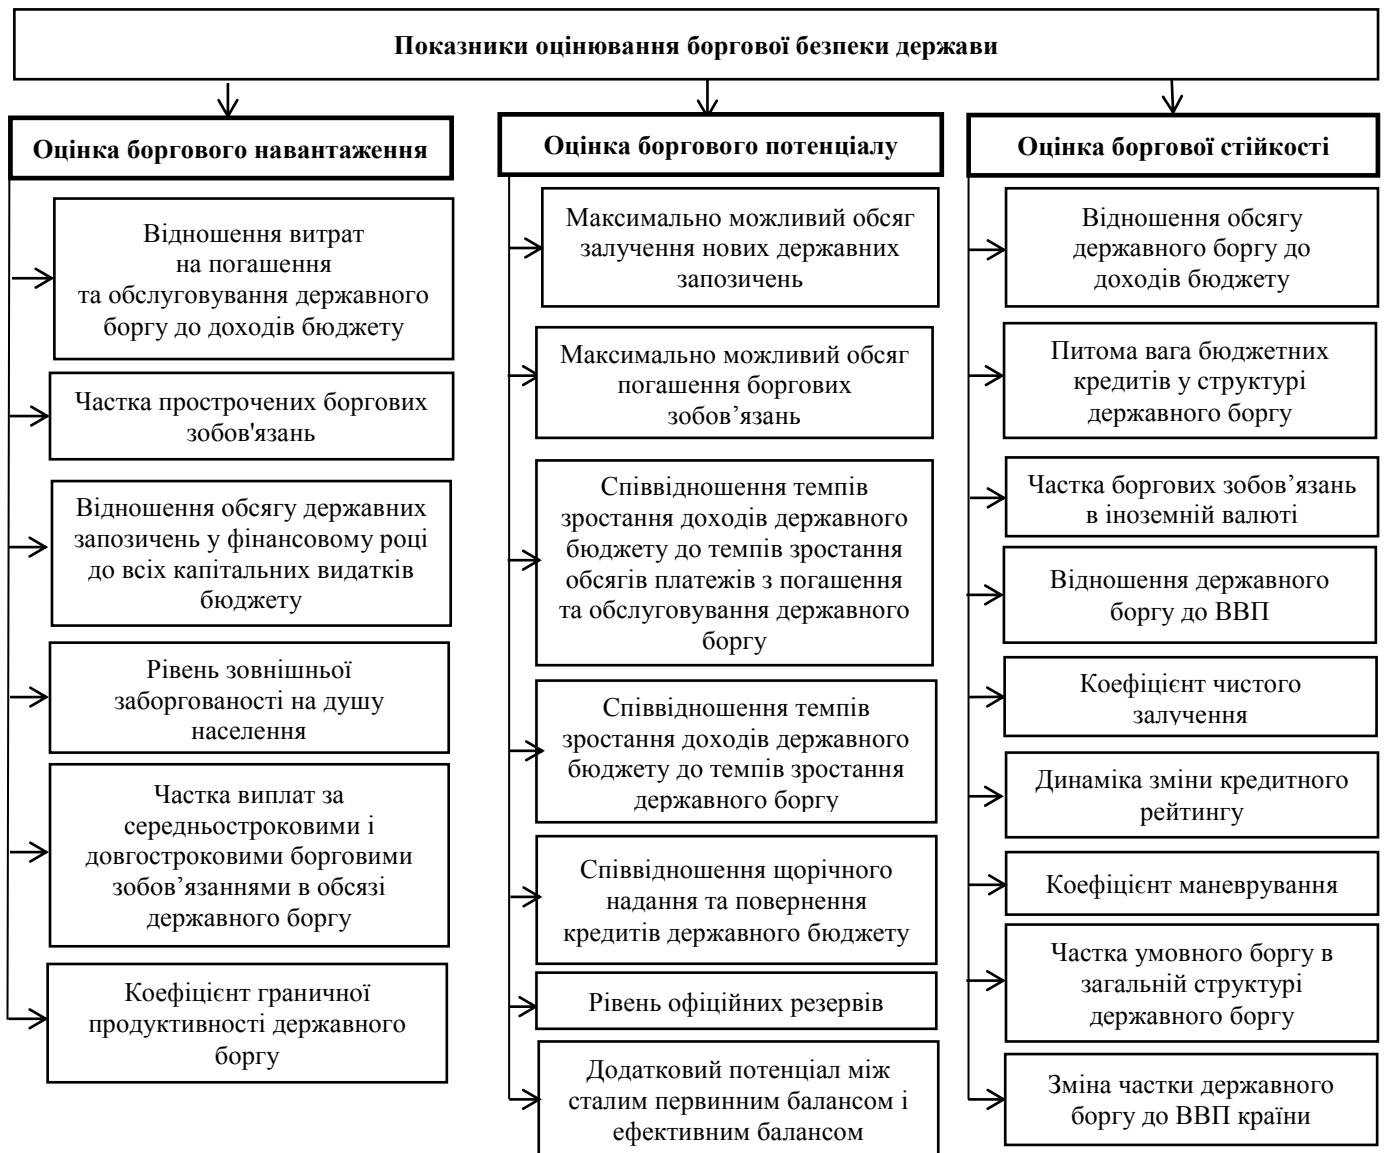 Показники оцінювання боргової безпеки держави
Оцінка боргового навантаження
Відношення витрат
на погашення
та обслуговування державного
боргу до доходів бюджету
Частка прострочених боргових
зобов'язань
Відношення обсягу державних
запозичень у фінансовому році
до всіх капітальних видатків
бюджету
Рівень зовнішньої
заборгованості на душу
населення
Частка виплат за
середньостроковими і
довгостроковими борговими
зобов’язаннями в обсязі
державного боргу
Коефіцієнт граничної
продуктивності державного
боргу
Оцінка боргового потенціалу
Максимально можливий обсяг
залучення нових державних
запозичень
Максимально можливий обсяг
погашення боргових
зобов’язань
Співвідношення темпів
зростання доходів державного
бюджету до темпів зростання
обсягів платежів з погашення
та обслуговування державного
боргу
Співвідношення темпів
зростання доходів державного
бюджету до темпів зростання
державного боргу
Співвідношення щорічного
надання та повернення
кредитів державного бюджету
Рівень офіційних резервів
Додатковий потенціал між
сталим первинним балансом і
ефективним балансом
Оцінка боргової стійкості
Відношення обсягу
державного боргу до
доходів бюджету
Питома вага бюджетних
кредитів у структурі
державного боргу
Частка боргових зобов’язань
в іноземній валюті
Відношення державного
боргу до ВВП
Коефіцієнт чистого
залучення
Динаміка зміни кредитного
рейтингу
Коефіцієнт маневрування
Частка умовного боргу в
загальній структурі
державного боргу
Зміна частки державного
боргу до ВВП країни